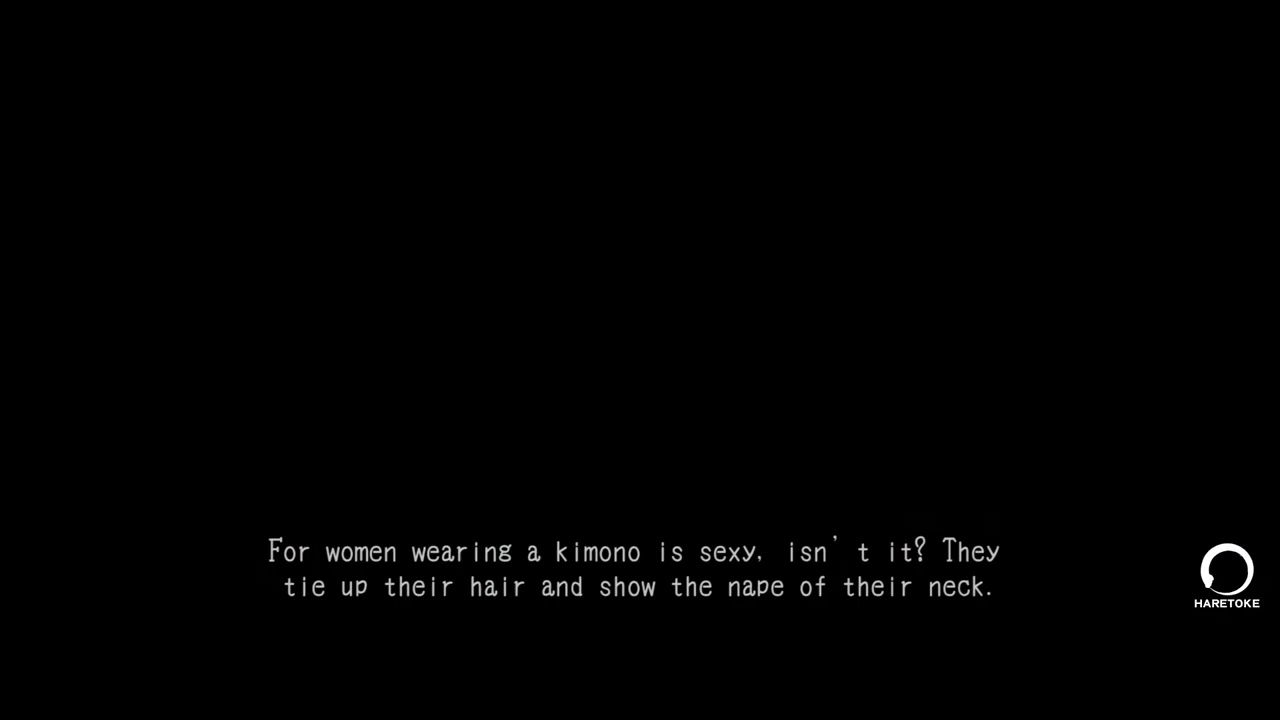 For women wearing a kimono is sexy, isn’t it? They
tie up their hair and show the nape of their neck.
HARETOKE